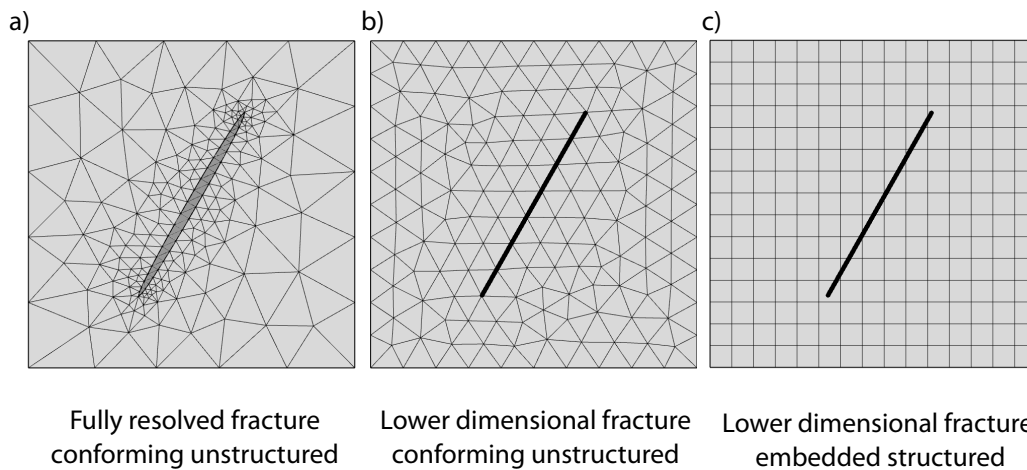 a)
b)
c)
Fully resolved fracture
conforming unstructured
Lower dimensional fracture
conforming unstructured
Lower dimensional fracture
embedded structured